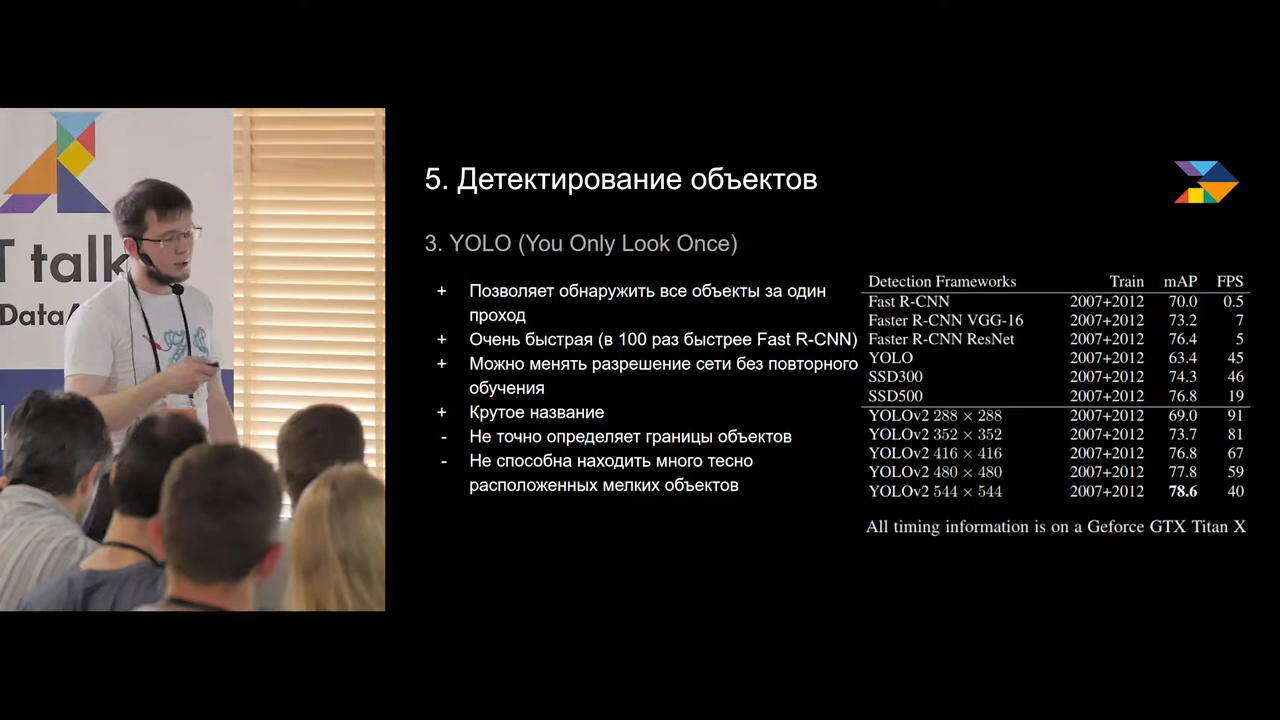 T talk
Data
5. Детектирование объектов
3. YOLO (You Only Look Once)
+ Позволяет обнаружить все объекты за один
проход
+ Очень быстрая (в 100 раз быстрее Fast R-CNN)
+ Можно менять разрешение сети без повторного
обучения
+ Крутое название
- Не точно определяет границы объектов
- Не способна находить много тесно
расположенных мелких объектов
Detection Frameworks Train mAP FPS
Fast R-CNN 2007+2012 70.0 0.5
Faster R-CNN VGG-16 2007+2012 73.2 7
Faster R-CNN ResNet 2007+2012 76.4 5
YOLO 2007+2012 63.4 45
SSD300 2007+2012 74.3 46
SSD500 2007+2012 76.8 19
YOLOv2 288 × 288 2007+2012 69.0 91
YOLOv2 352 × 352 2007+2012 73.7 81
YOLOv2 416 × 416 2007+2012 76.8 67
YOLOv2 480 × 480 2007+2012 77.8 59
YOLOv2 544 × 544 2007+2012 78.6 40
All timing information is on a Geforce GTX Titan X